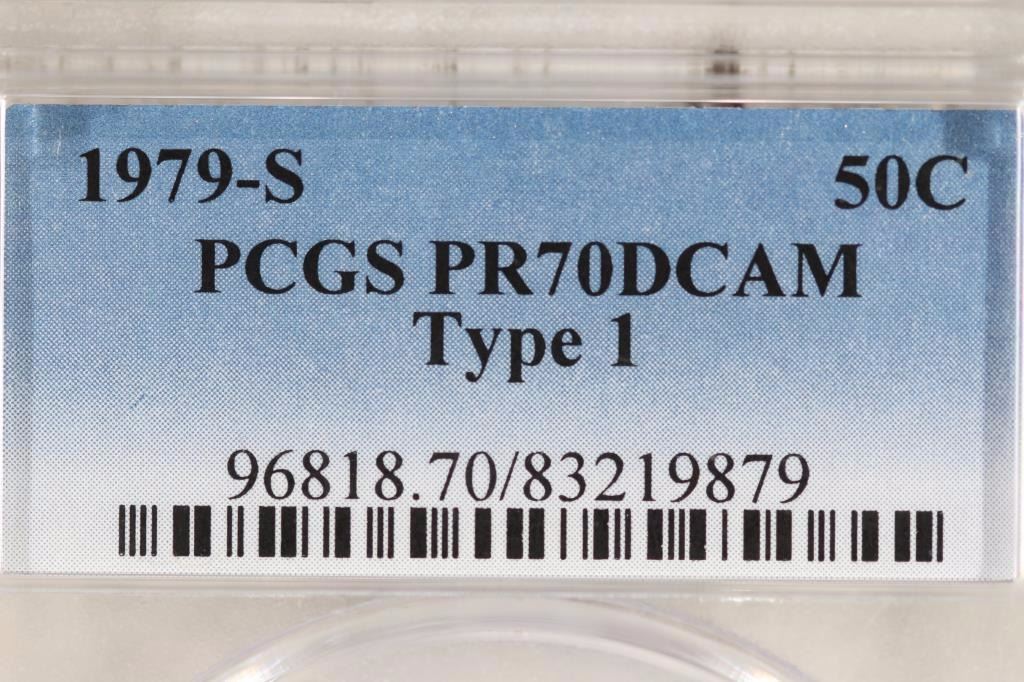 1979-S 50C
PCGS PR70DCAM
Type 1
96818.70/83219879